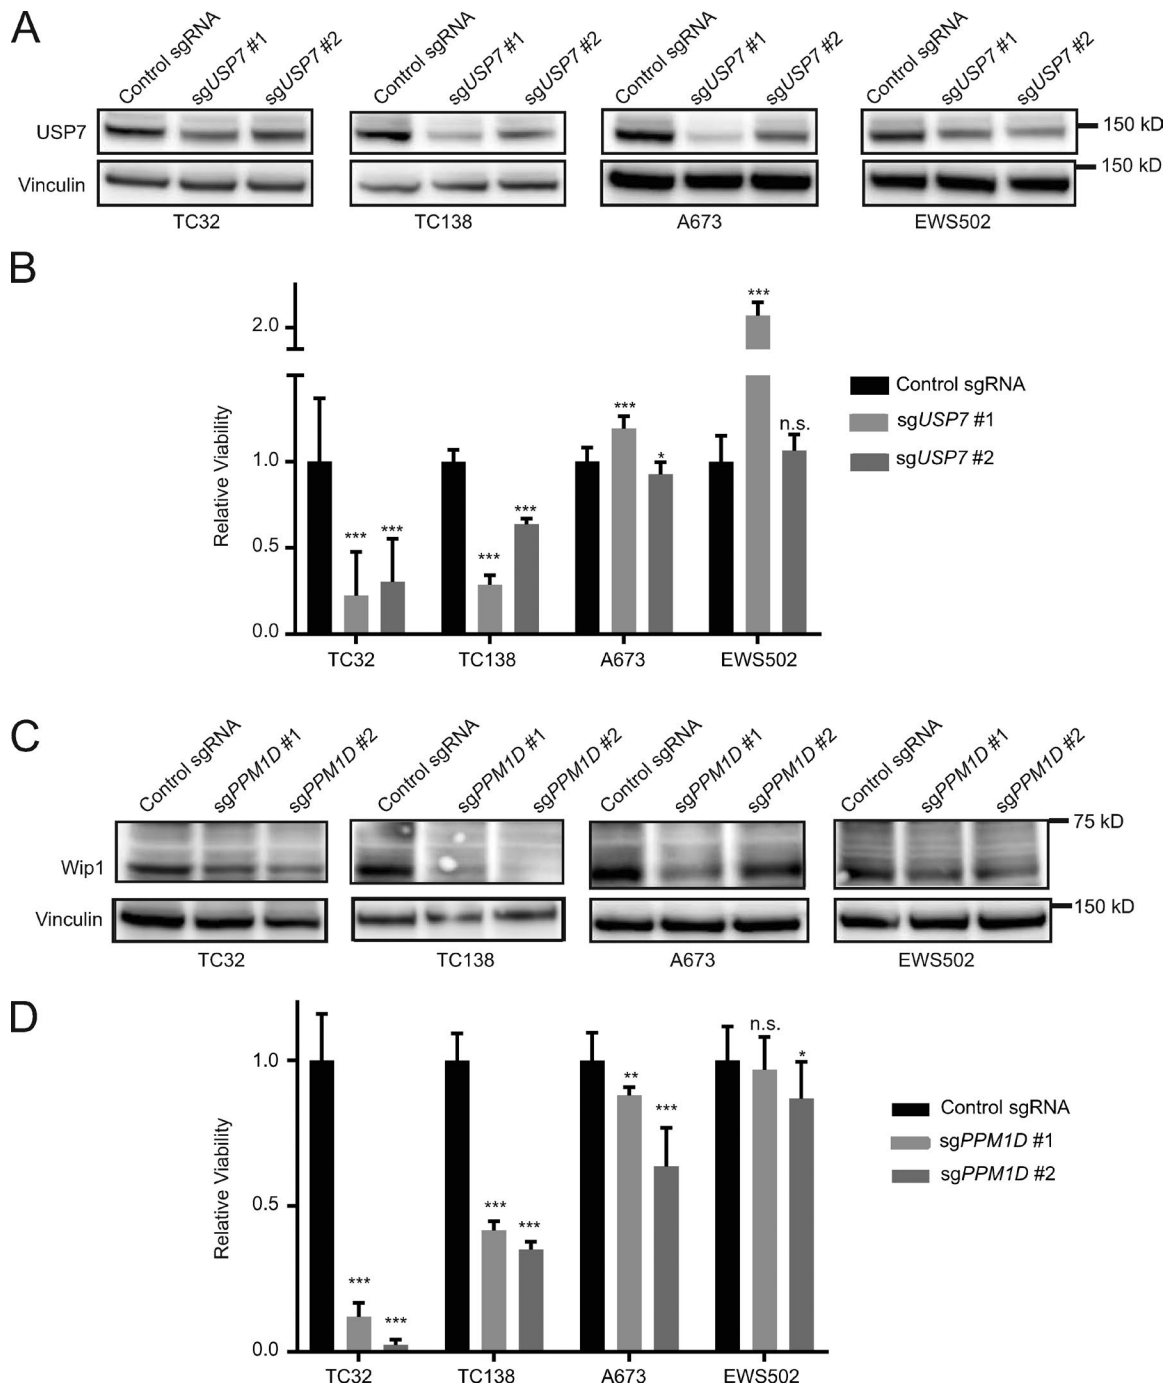 A
Control sgRNA sgUSP7 #1 sgUSP7 #2 Control sgRNA sgUSP7 #1 sgUSP7 #2 Control sgRNA sgUSP7 #1 sgUSP7 #2 Control sgRNA sgUSP7 #1 sgUSP7 #2
USP7 150 kD
Vinculin 150 kD
TC32 TC138 A673 EWS502
B
Relative Viability
2.0
1.0
0.5
0.0
*** *** *** *** *** * *** n.s.
TC32 TC138 A673 EWS502
Control sgRNA
sgUSP7 #1
sgUSP7 #2
C
Control sgRNA sgPPM1D #1 sgPPM1D #2 Control sgRNA sgPPM1D #1 sgPPM1D #2 Control sgRNA sgPPM1D #1 sgPPM1D #2 Control sgRNA sgPPM1D #1 sgPPM1D #2
75 kD
Wip1
Vinculin 150 kD
TC32 TC138 A673 EWS502
D
Relative Viability
1.0
0.5
0.0
*** *** *** *** ** *** n.s. *
TC32 TC138 A673 EWS502
Control sgRNA
sgPPM1D #1
sgPPM1D #2